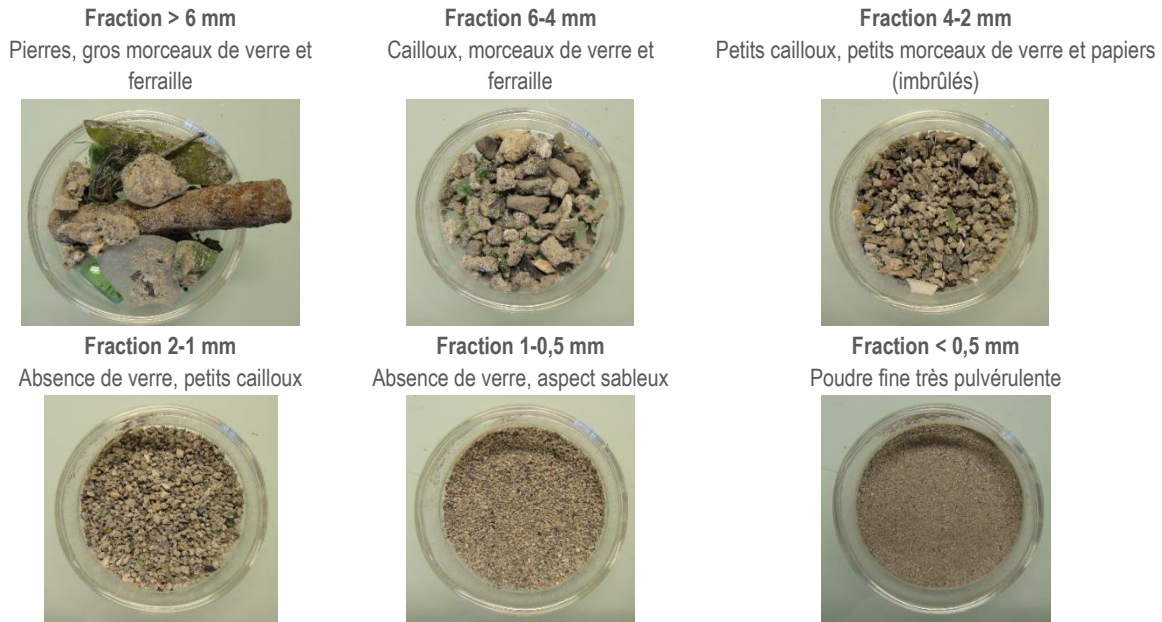 Fraction > 6 mm
Pierres, gros morceaux de verre et
ferraille
Fraction 6-4 mm
Cailloux, morceaux de verre et
ferraille
Fraction 4-2 mm
Petits cailloux, petits morceaux de verre et papiers
(imbrûlés)
Fraction 2-1 mm
Absence de verre, petits cailloux
Fraction 1-0,5 mm
Absence de verre, aspect sableux
Fraction < 0,5 mm
Poudre fine très pulvérulente